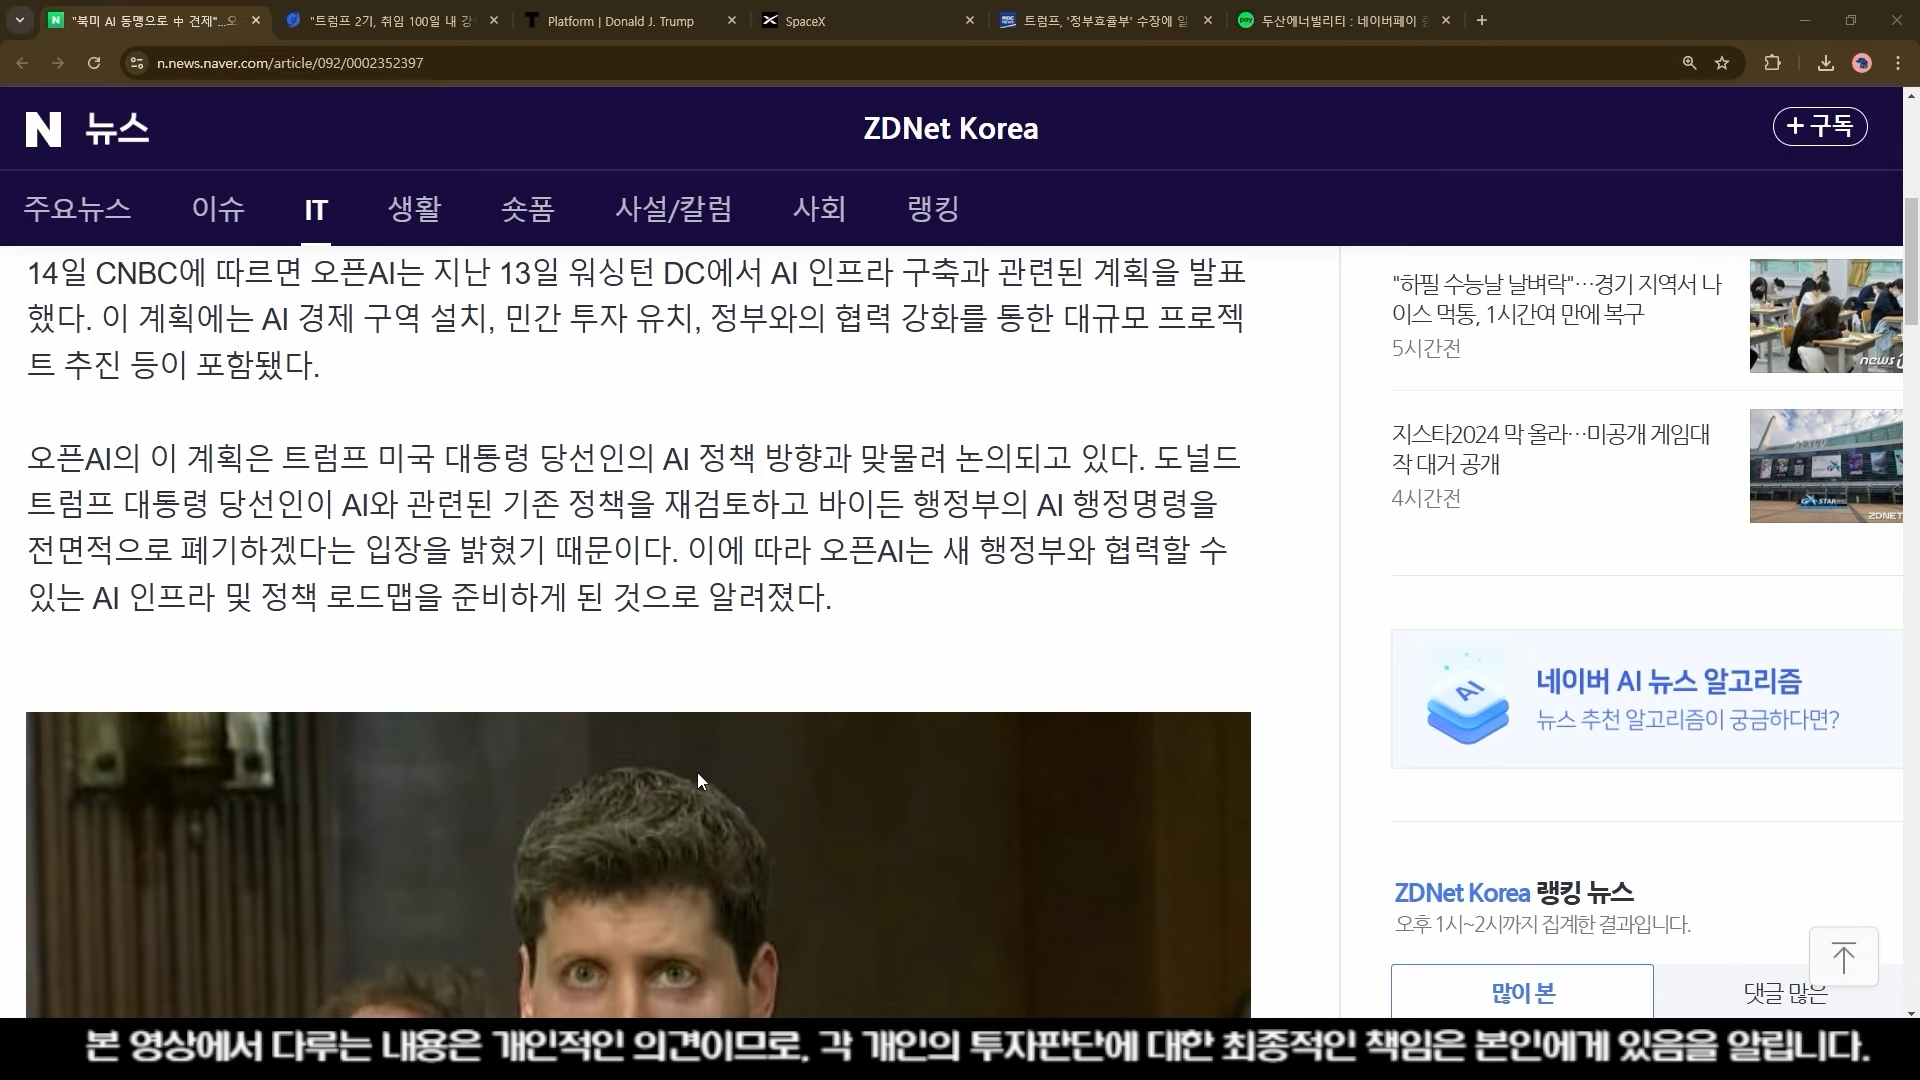 "북미 AI 동맹으로 中 견제"...오
"트럼프 2기, 취임 100일 내 강
Platform | Donald J. Trump
SpaceX
트럼프, '정부효율부' 수장에 일
두산에너빌리티 : 네이버페이 증
n.news.naver.com/article/092/0002352397
N 뉴스
ZDNet Korea
+ 구독
주요뉴스 이슈 IT 생활 숏폼 사설/칼럼 사회 랭킹
14일 CNBC에 따르면 오픈AI는 지난 13일 워싱턴 DC에서 AI 인프라 구축과 관련된 계획을 발표
했다. 이 계획에는 AI 경제 구역 설치, 민간 투자 유치, 정부와의 협력 강화를 통한 대규모 프로젝
트 추진 등이 포함됐다.
오픈AI의 이 계획은 트럼프 미국 대통령 당선인의 AI 정책 방향과 맞물려 논의되고 있다. 도널드
트럼프 대통령 당선인이 AI와 관련된 기존 정책을 재검토하고 바이든 행정부의 AI 행정명령을
전면적으로 폐기하겠다는 입장을 밝혔기 때문이다. 이에 따라 오픈AI는 새 행정부와 협력할 수
있는 AI 인프라 및 정책 로드맵을 준비하게 된 것으로 알려졌다.
"하필 수능날 날벼락"…경기 지역서 나
이스 먹통, 1시간여 만에 복구
5시간전
news1
지스타2024 막 올라…미공개 게임대
작 대거 공개
4시간전
G-STAR
ZDNET
AI
네이버 AI 뉴스 알고리즘
뉴스 추천 알고리즘이 궁금하다면?
ZDNet Korea 랭킹 뉴스
오후 1시~2시까지 집계한 결과입니다.
많이 본
댓글 많은
본 영상에서 다루는 내용은 개인적인 의견이므로, 각 개인의 투자판단에 대한 최종적인 책임은 본인에게 있음을 알립니다.